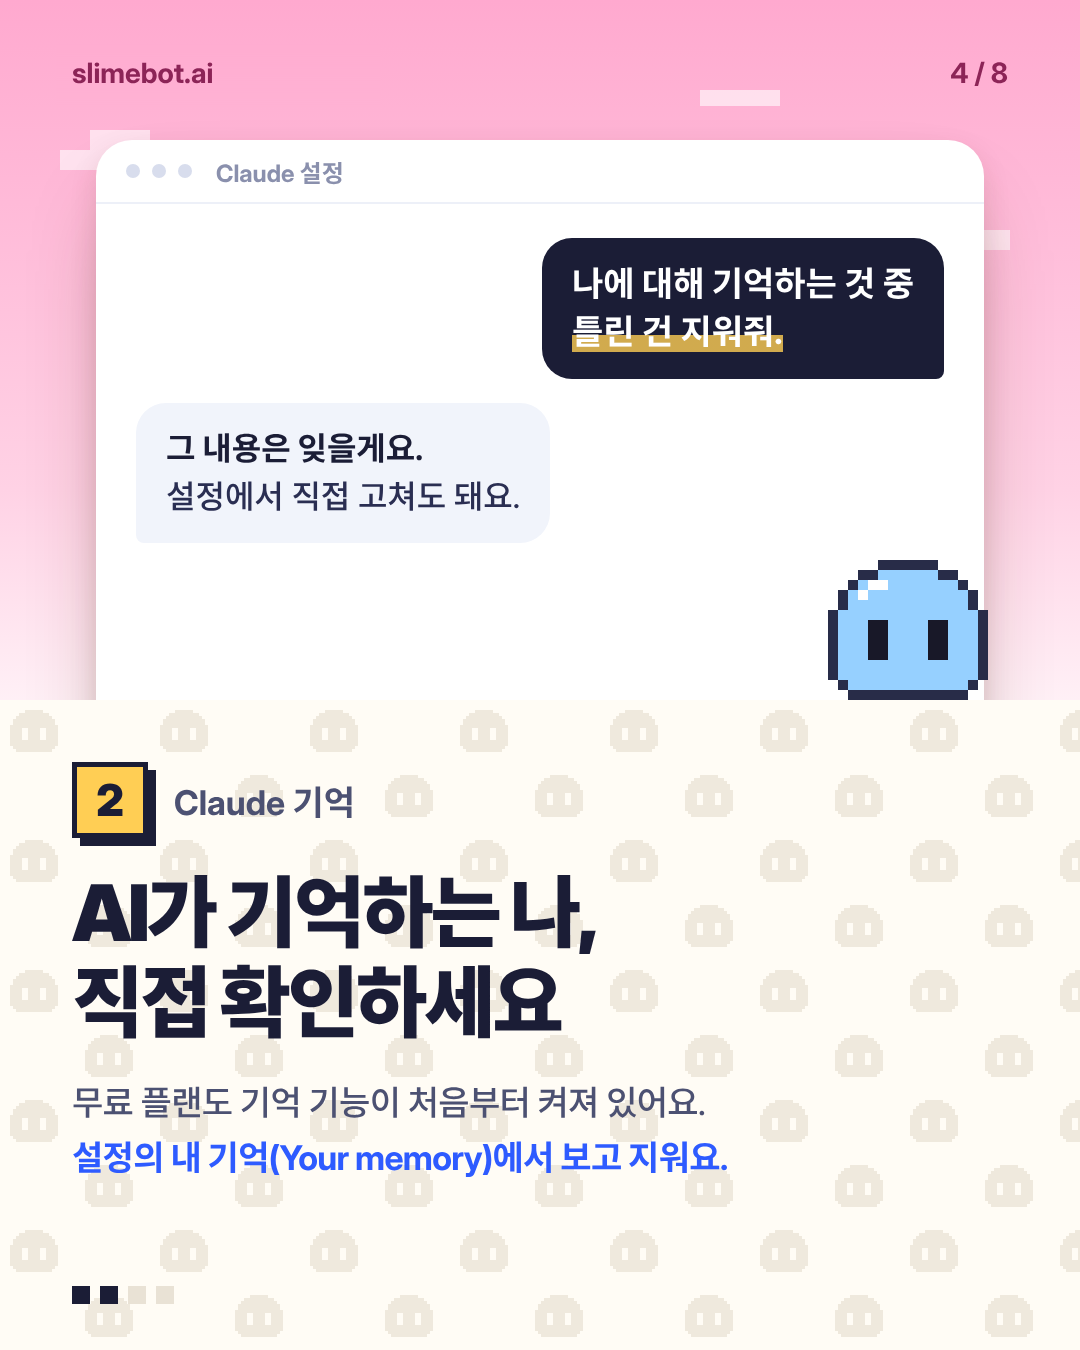 slimebot.ai
4 / 8
Claude 설정
나에 대해 기억하는 것 중
틀린 건 지워줘.
그 내용은 잊을게요.
설정에서 직접 고쳐도 돼요.
2
Claude 기억
AI가 기억하는 나,
직접 확인하세요
무료 플랜도 기억 기능이 처음부터 켜져 있어요.
설정의 내 기억(Your memory)에서 보고 지워요.